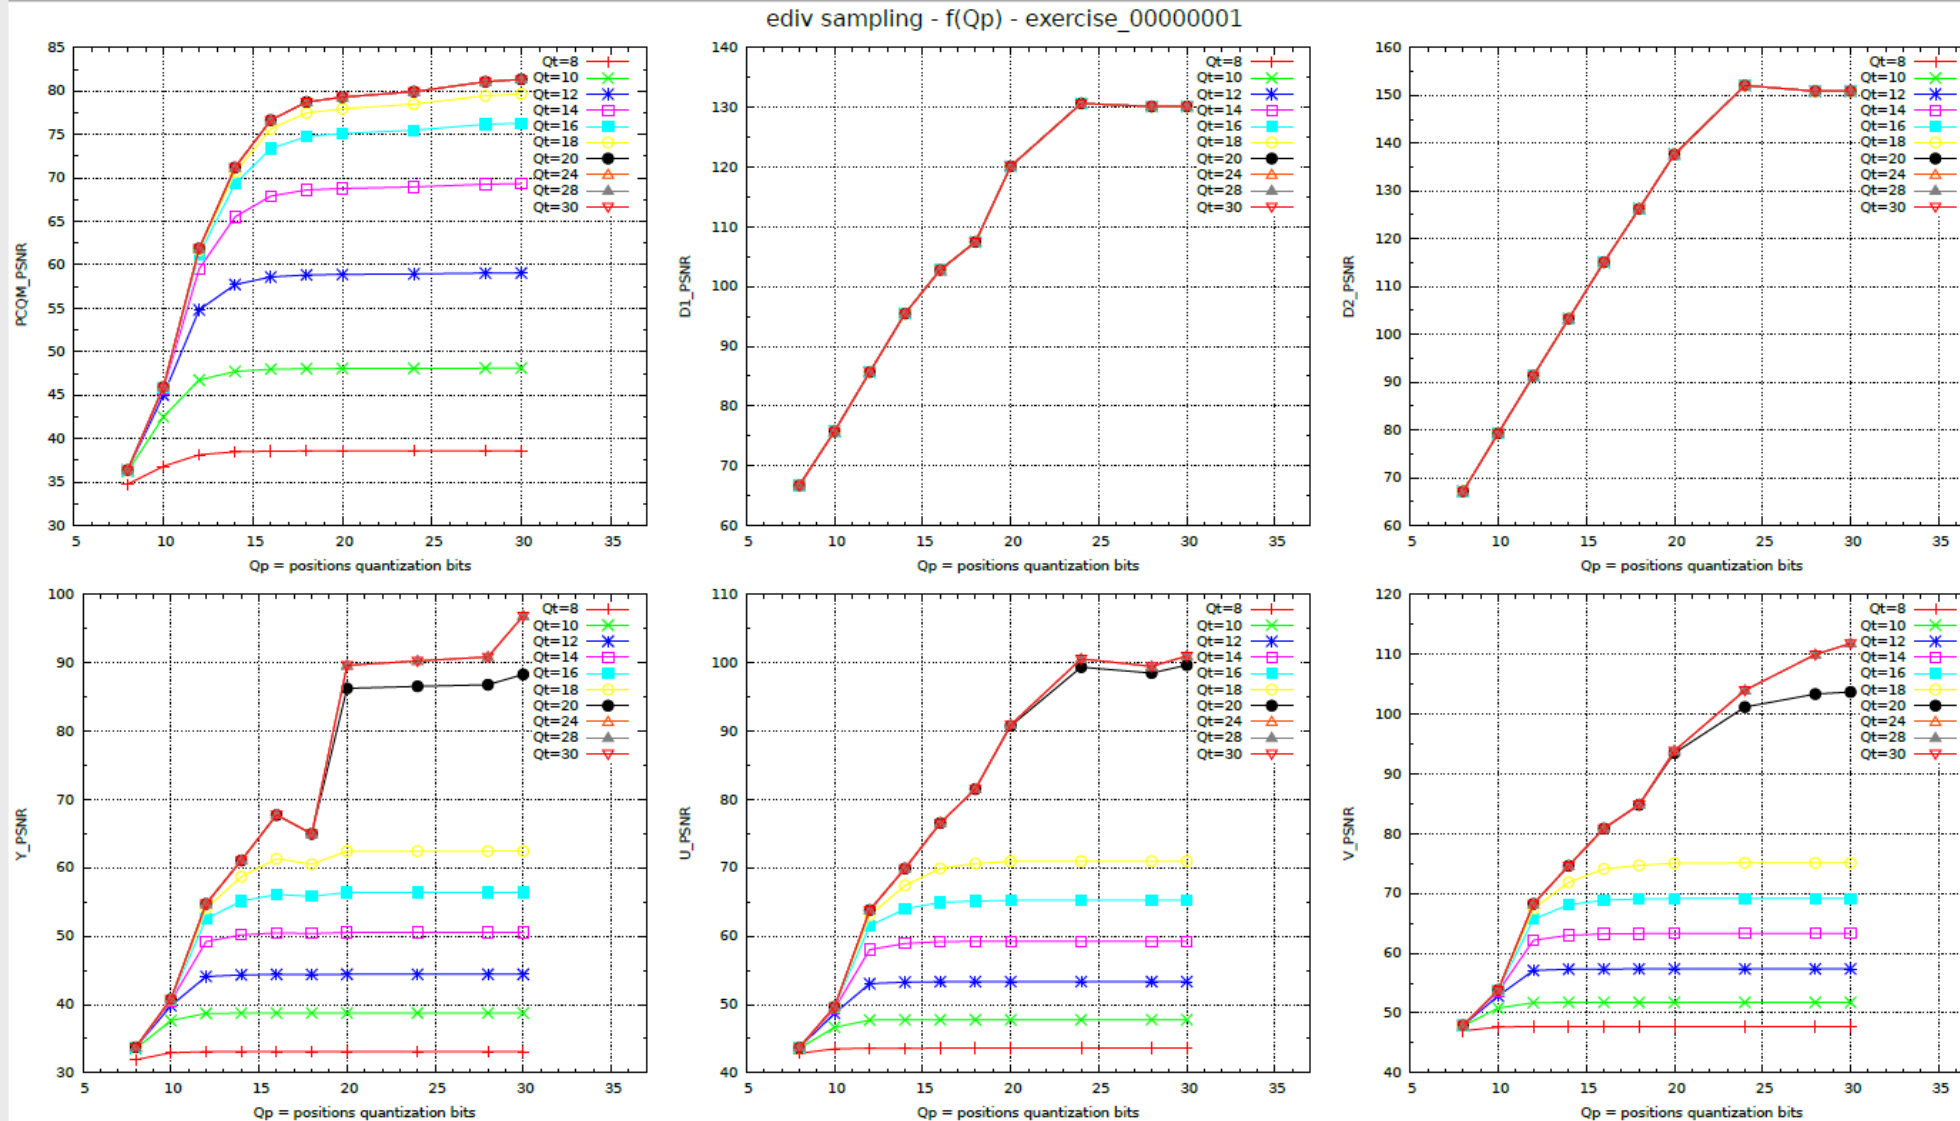 ediv sampling - f(Qp) - exercise_00000001
85
80
75
70
65
60
55
50
45
40
35
30
5 10 15 20 25 30 35
PCQM_PSNR
Qp = positions quantization bits
Qt=8
Qt=10
Qt=12
Qt=14
Qt=16
Qt=18
Qt=20
Qt=24
Qt=28
Qt=30
140
130
120
110
100
90
80
70
60
5 10 15 20 25 30 35
D1_PSNR
Qp = positions quantization bits
Qt=8
Qt=10
Qt=12
Qt=14
Qt=16
Qt=18
Qt=20
Qt=24
Qt=28
Qt=30
160
150
140
130
120
110
100
90
80
70
60
5 10 15 20 25 30 35
D2_PSNR
Qp = positions quantization bits
Qt=8
Qt=10
Qt=12
Qt=14
Qt=16
Qt=18
Qt=20
Qt=24
Qt=28
Qt=30
100
90
80
70
60
50
40
30
5 10 15 20 25 30 35
Y_PSNR
Qp = positions quantization bits
Qt=8
Qt=10
Qt=12
Qt=14
Qt=16
Qt=18
Qt=20
Qt=24
Qt=28
Qt=30
110
100
90
80
70
60
50
40
5 10 15 20 25 30 35
U_PSNR
Qp = positions quantization bits
Qt=8
Qt=10
Qt=12
Qt=14
Qt=16
Qt=18
Qt=20
Qt=24
Qt=28
Qt=30
120
110
100
90
80
70
60
50
40
5 10 15 20 25 30 35
V_PSNR
Qp = positions quantization bits
Qt=8
Qt=10
Qt=12
Qt=14
Qt=16
Qt=18
Qt=20
Qt=24
Qt=28
Qt=30